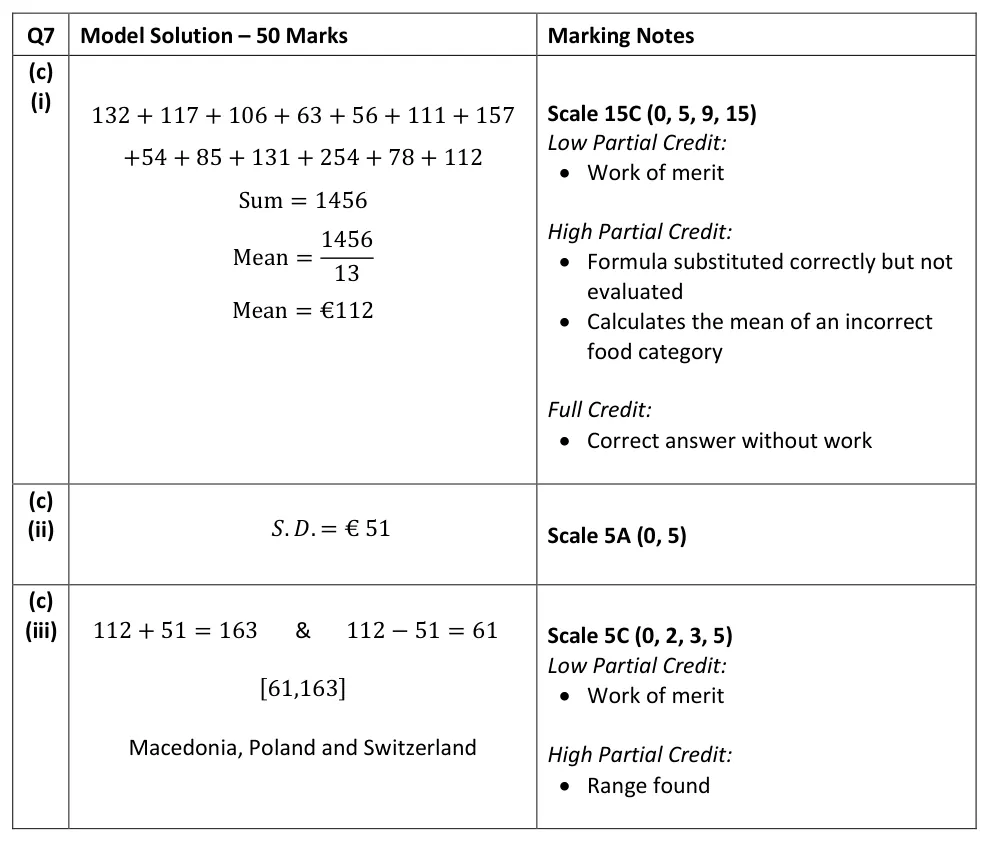 Q7 Model Solution – 50 Marks Marking Notes
(c)
(i)
132 + 117 + 106 + 63 + 56 + 111 + 157
+54 + 85 + 131 + 254 + 78 + 112
Sum = 1456
Mean = 1456/13
Mean = €112
Scale 15C (0, 5, 9, 15)
Low Partial Credit:
• Work of merit
High Partial Credit:
• Formula substituted correctly but not
evaluated
• Calculates the mean of an incorrect
food category
Full Credit:
• Correct answer without work
(c)
(ii)
S.D. = € 51
Scale 5A (0, 5)
(c)
(iii)
112 + 51 = 163 & 112 − 51 = 61
[61,163]
Macedonia, Poland and Switzerland
Scale 5C (0, 2, 3, 5)
Low Partial Credit:
• Work of merit
High Partial Credit:
• Range found